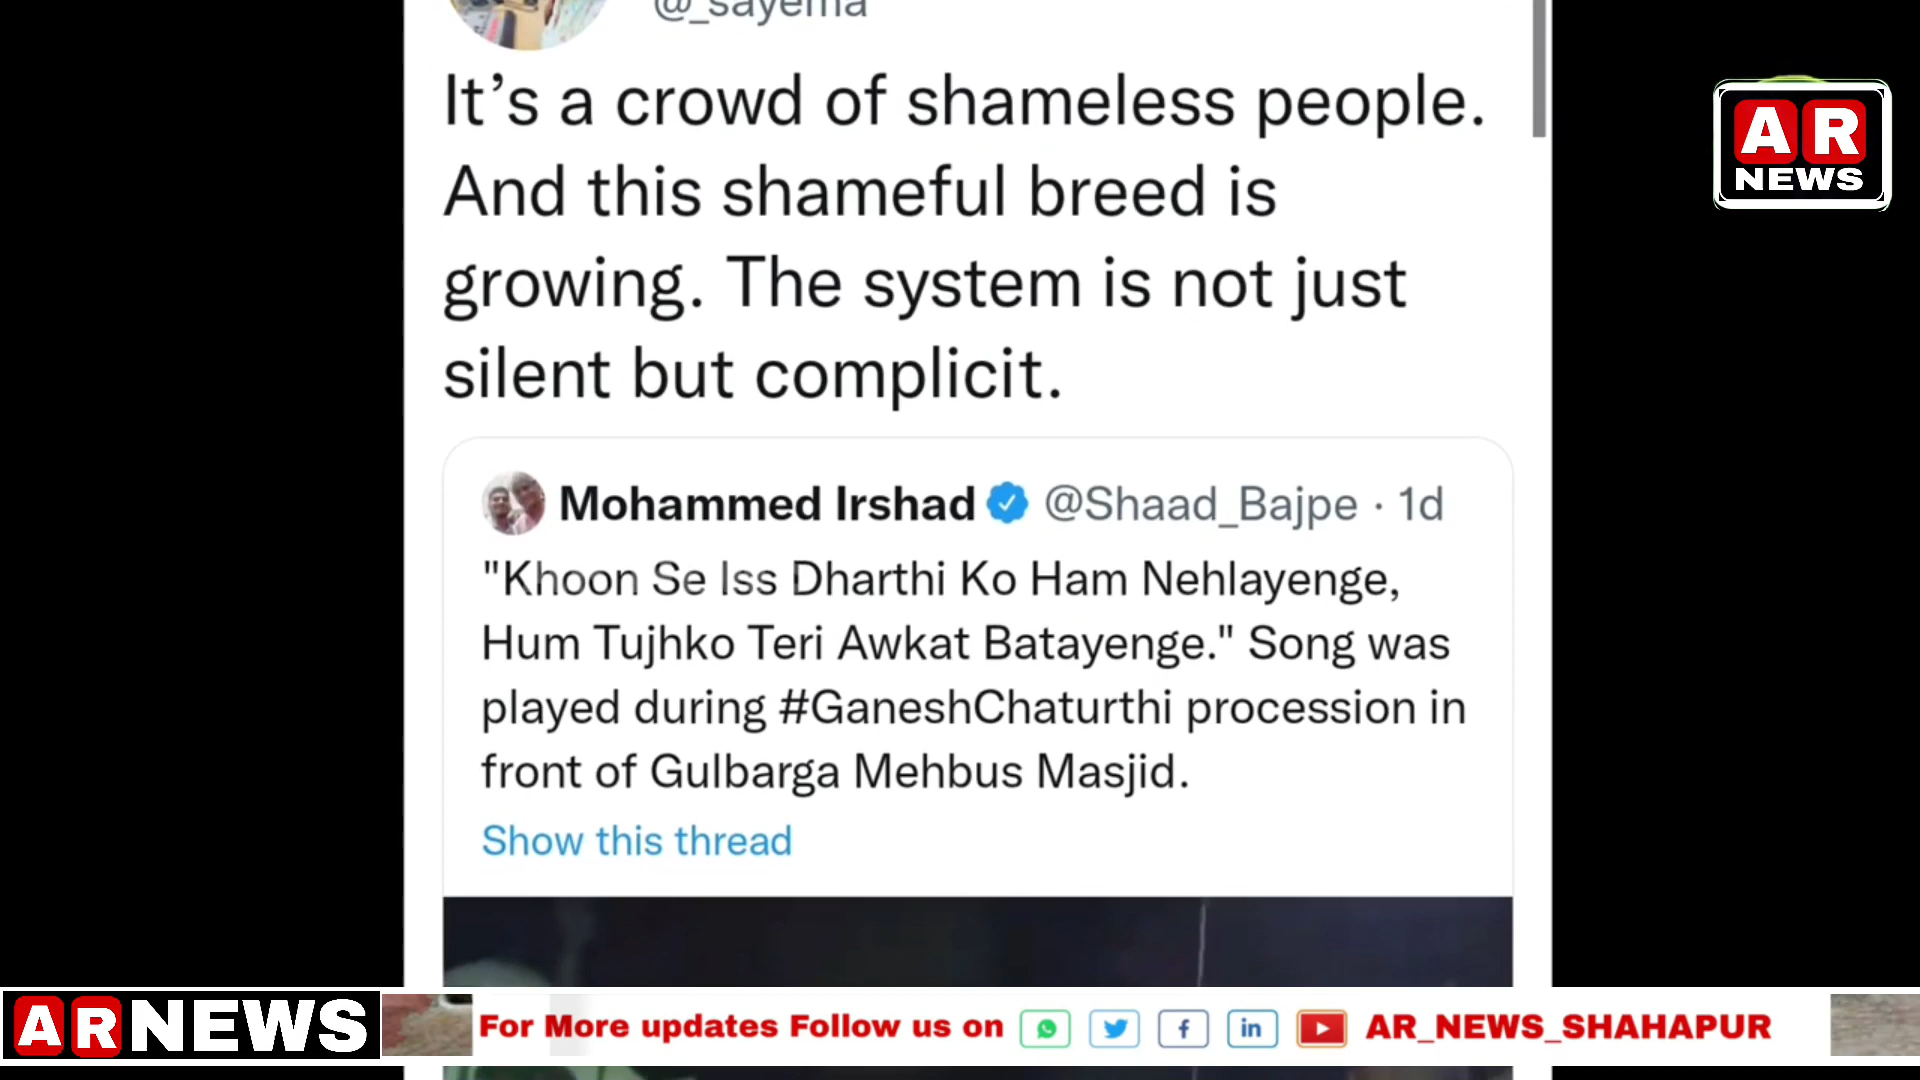 @_sayema
It’s a crowd of shameless people.
And this shameful breed is
growing. The system is not just
silent but complicit.
Mohammed Irshad @Shaad_Bajpe · 1d
"Khoon Se Iss Dharthi Ko Ham Nehlayenge,
Hum Tujhko Teri Awkat Batayenge." Song was
played during #GaneshChaturthi procession in
front of Gulbarga Mehbus Masjid.
Show this thread
AR
NEWS
ARNEWS
For More updates Follow us on
in
AR_NEWS_SHAHAPUR